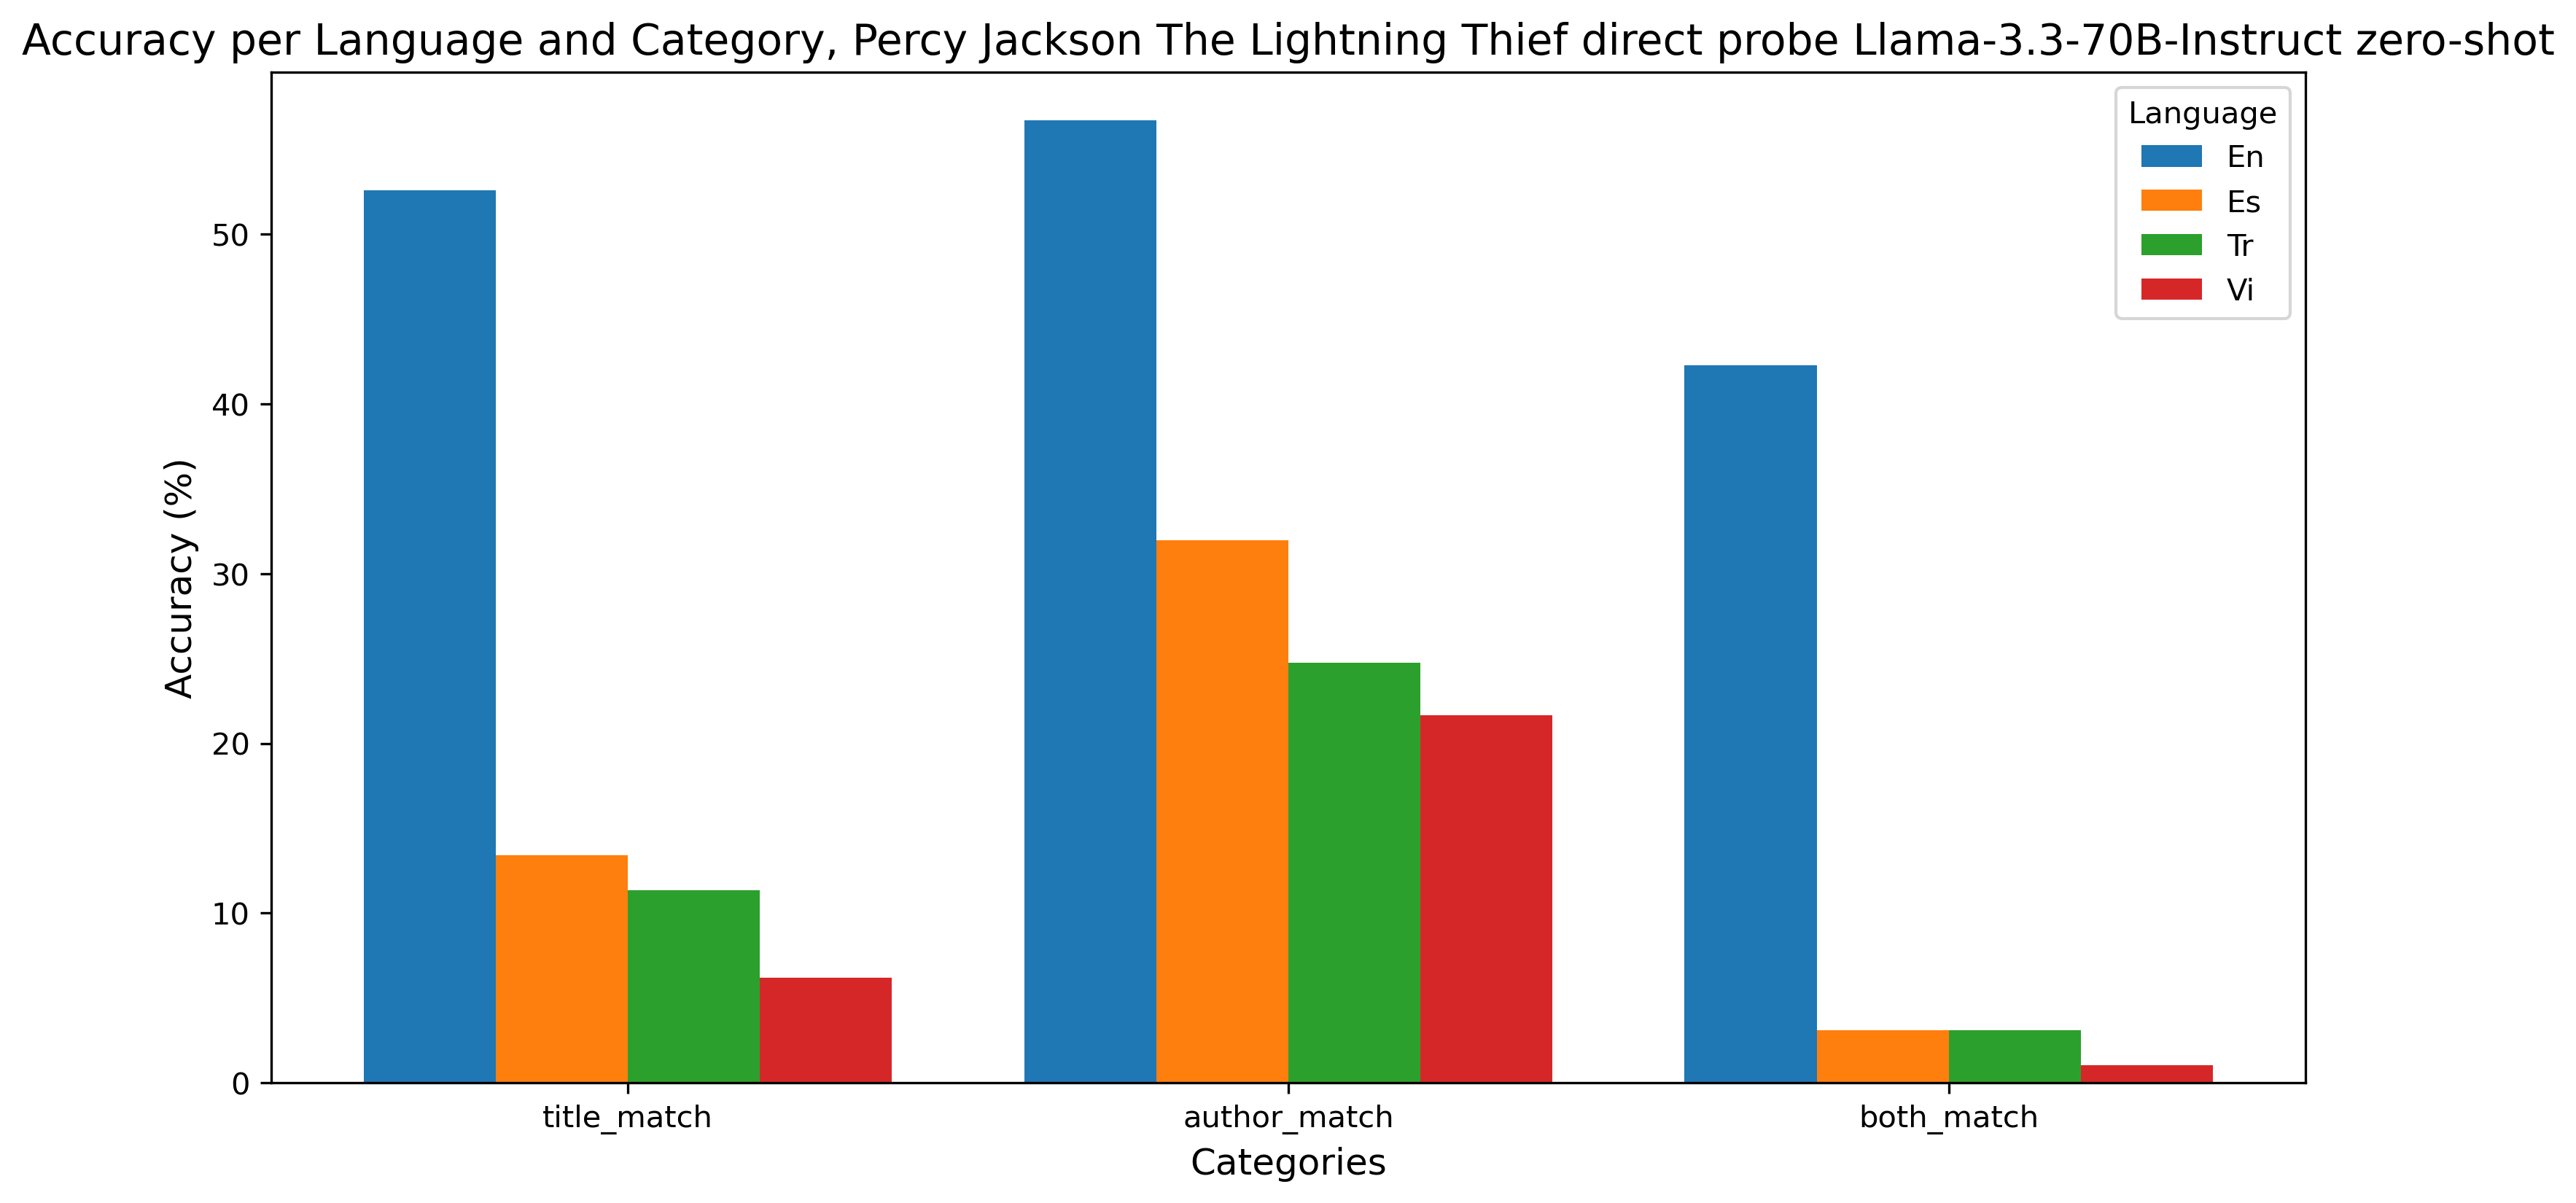 Accuracy per Language and Category, Percy Jackson The Lightning Thief direct probe Llama-3.3-70B-Instruct zero-shot
Language
En
Es
Tr
Vi
Accuracy (%)
50
40
30
20
10
0
title_match
author_match
both_match
Categories